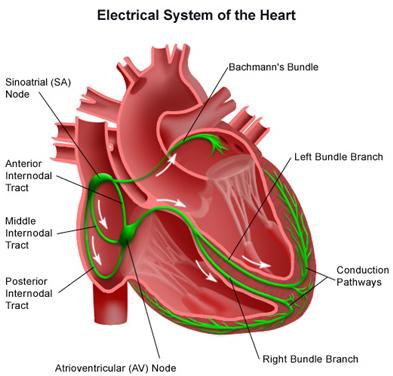 Electrical System of the Heart
Bachmann's Bundle
Sinoatrial (SA)
Node
Left Bundle Branch
Anterior
Internodal
Tract
Middle
Internodal
Tract
Posterior
Internodal
Tract
Conduction
Pathways
Right Bundle Branch
Atrioventricular (AV) Node